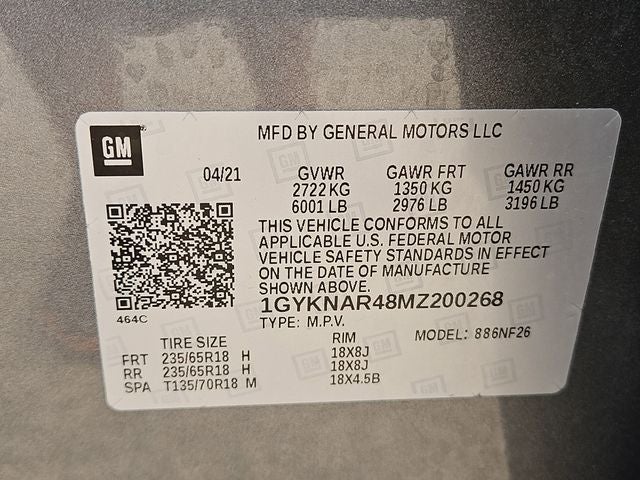 GM
MFD BY GENERAL MOTORS LLC
04/21 GVWR GAWR FRT GAWR RR
2722 KG 1350 KG 1450 KG
6001 LB 2976 LB 3196 LB
THIS VEHICLE CONFORMS TO ALL
APPLICABLE U.S. FEDERAL MOTOR
VEHICLE SAFETY STANDARDS IN EFFECT
ON THE DATE OF MANUFACTURE
SHOWN ABOVE.
1GYKNAR48MZ200268
464C
TYPE: M.P.V.
MODEL: 886NF26
TIRE SIZE RIM
FRT 235/65R18 H 18X8J
RR 235/65R18 H 18X8J
SPA T135/70R18 M 18X4.5B